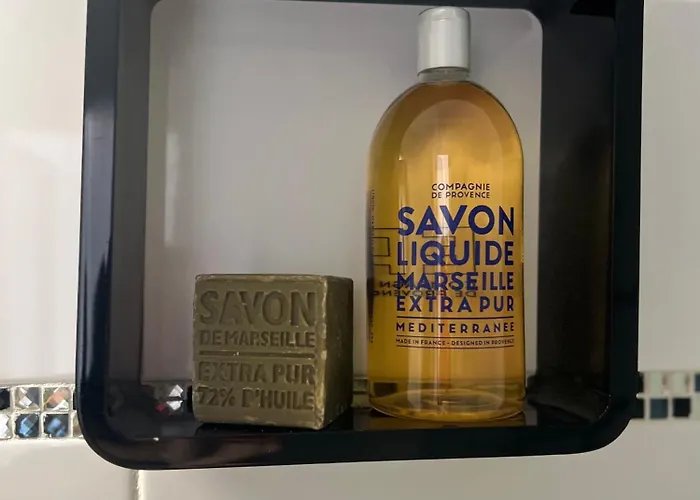 SAVON
DE MARSEILLE
EXTRA PUR
72% D'HUILE
COMPAGNIE
DE PROVENCE
SAVON
LIQUIDE
MARSEILLE
EXTRA PUR
MEDITERRANEE
MADE IN FRANCE - DESIGNED IN PROVENCE